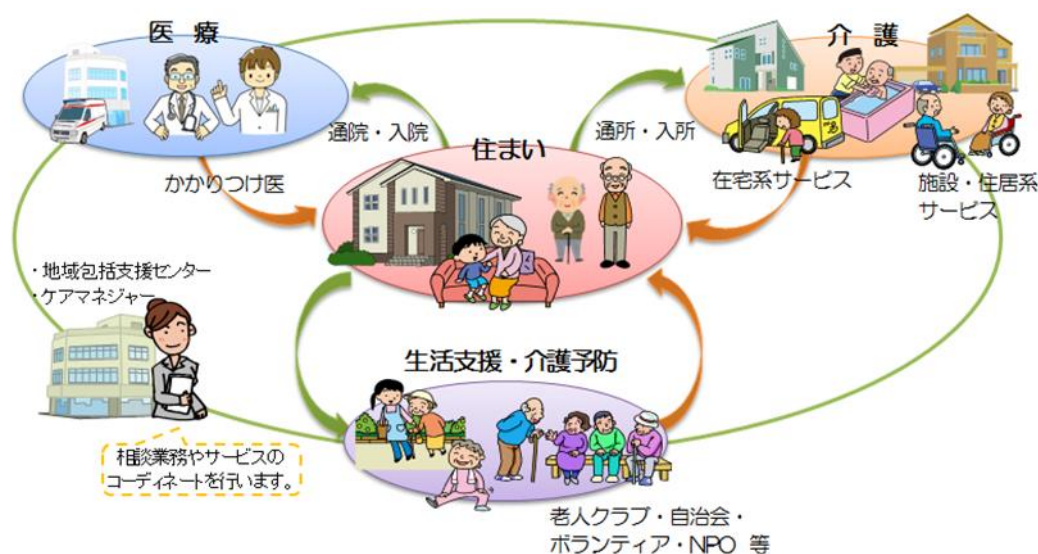 医療
介護
通院・入院
通所・入所
住まい
かかりつけ医
在宅系サービス
施設・住居系
サービス
・地域包括支援センター
・ケアマネジャー
生活支援・介護予防
相談業務やサービスの
コーディネートを行います。
老人クラブ・自治会・
ボランティア・NPO 等